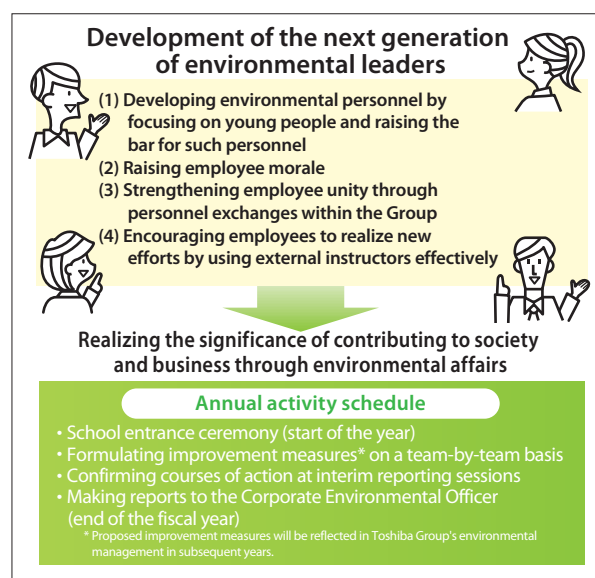 Development of the next generation
of environmental leaders
(1) Developing environmental personnel by
focusing on young people and raising the
bar for such personnel
(2) Raising employee morale
(3) Strengthening employee unity through
personnel exchanges within the Group
(4) Encouraging employees to realize new
efforts by using external instructors effectively
Realizing the significance of contributing to society
and business through environmental affairs
Annual activity schedule
• School entrance ceremony (start of the year)
• Formulating improvement measures* on a team-by-team basis
• Confirming courses of action at interim reporting sessions
• Making reports to the Corporate Environmental Officer
(end of the fiscal year)
* Proposed improvement measures will be reflected in Toshiba Group's environmental
management in subsequent years.